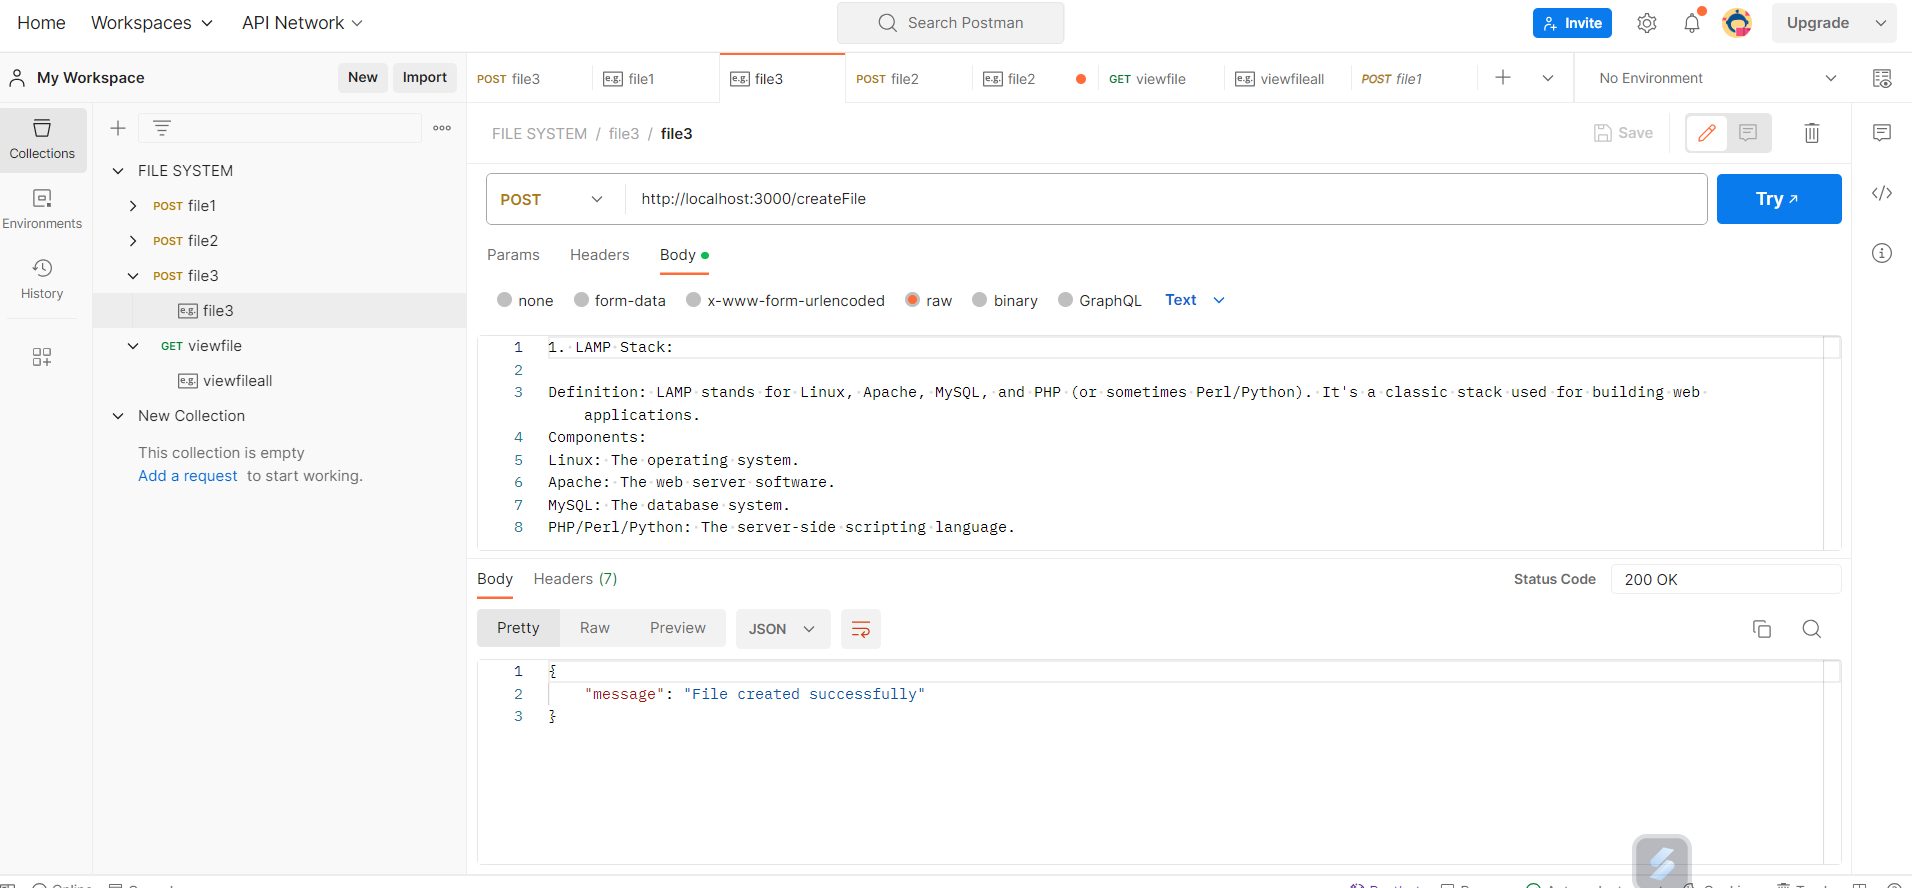 Home Workspaces API Network Search Postman Invite Upgrade
My Workspace New Import POST file3 e.g. file1 e.g. file3 POST file2 e.g. file2 GET viewfile e.g. viewfileall POST file1 No Environment
Collections
Environments
History
FILE SYSTEM
POST file1
POST file2
POST file3
e.g. file3
GET viewfile
e.g. viewfileall
New Collection
This collection is empty
Add a request to start working.
FILE SYSTEM / file3 / file3 Save
POST http://localhost:3000/createFile Try
Params Headers Body
none form-data x-www-form-urlencoded raw binary GraphQL Text
1 1. LAMP Stack:
2
3 Definition: LAMP stands for Linux, Apache, MySQL, and PHP (or sometimes Perl/Python). It's a classic stack used for building web
applications.
4 Components:
5 Linux: The operating system.
6 Apache: The web server software.
7 MySQL: The database system.
8 PHP/Perl/Python: The server-side scripting language.
Body Headers (7) Status Code 200 OK
Pretty Raw Preview JSON
1 {
2 "message": "File created successfully"
3 }